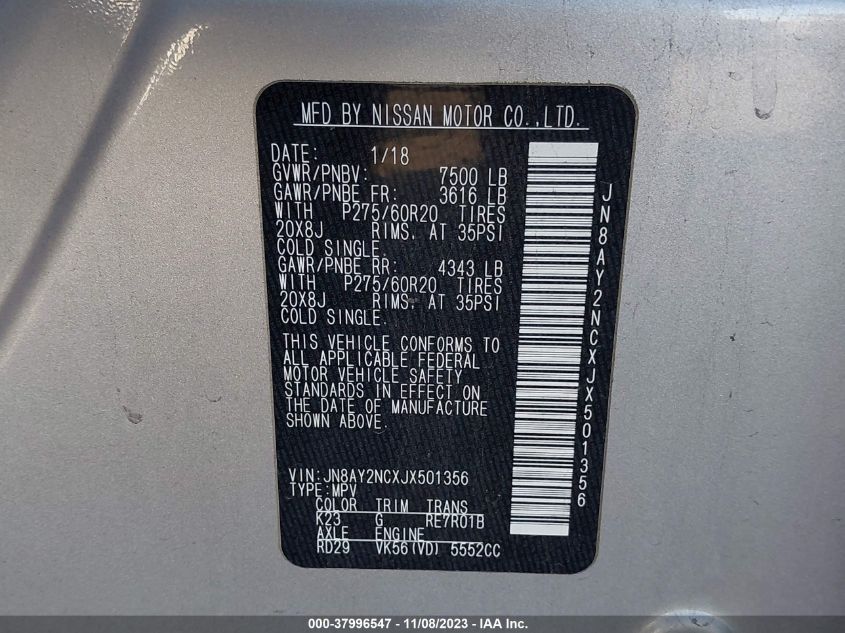 MFD BY NISSAN MOTOR CO.,LTD.
DATE: 1/18
GVWR/PNBV: 7500 LB
GAWR/PNBE FR: 3616 LB
WITH P275/60R20 TIRES
20X8J RIMS. AT 35PSI
COLD SINGLE.
GAWR/PNBE RR: 4343 LB
WITH P275/60R20 TIRES
20X8J RIMS. AT 35PSI
COLD SINGLE.
THIS VEHICLE CONFORMS TO
ALL APPLICABLE FEDERAL
MOTOR VEHICLE SAFETY
STANDARDS IN EFFECT ON
THE DATE OF MANUFACTURE
SHOWN ABOVE.
VIN:JN8AY2NCXJX501356
TYPE:MPV
COLOR TRIM TRANS
K23 G RE7R01B
AXLE ENGINE
RD29 VK56(VD) 5552CC
JN8AY2NCXJX501356
000-37996547 - 11/08/2023 - IAA Inc.